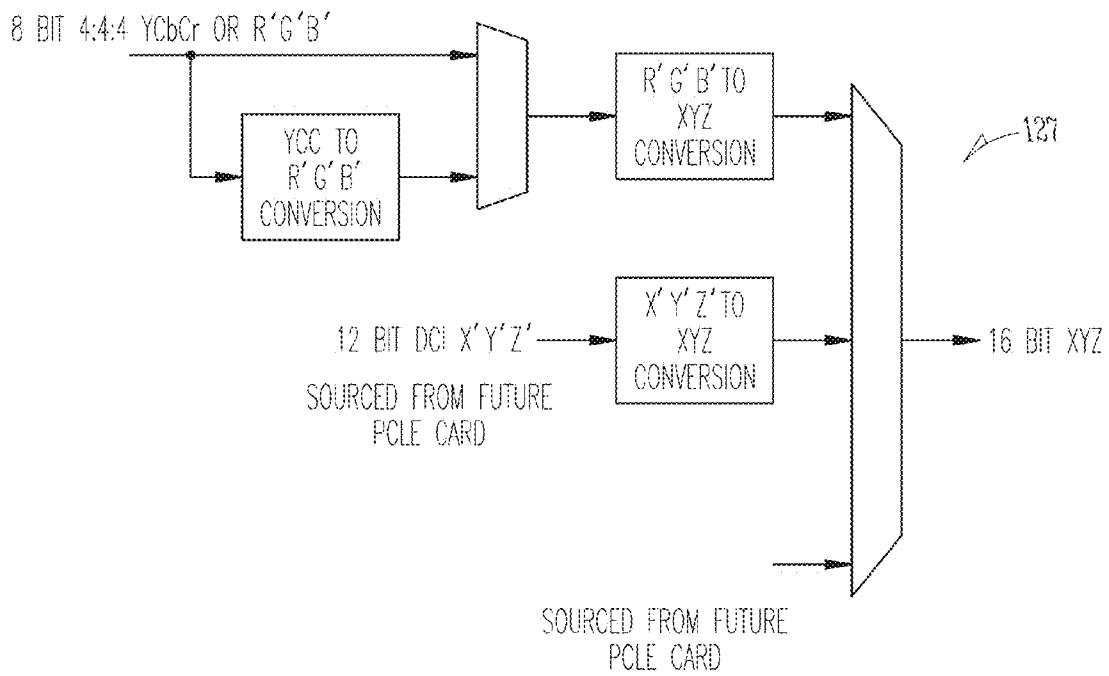 8 BIT 4:4:4 YCbCr OR R'G'B'
YCC TO
R' G' B'
CONVERSION
R' G' B' TO
XYZ
CONVERSION
127
12 BIT DCI X'Y'Z'
SOURCED FROM FUTURE
PCLE CARD
X' Y' Z' TO
XYZ
CONVERSION
16 BIT XYZ
SOURCED FROM FUTURE
PCLE CARD